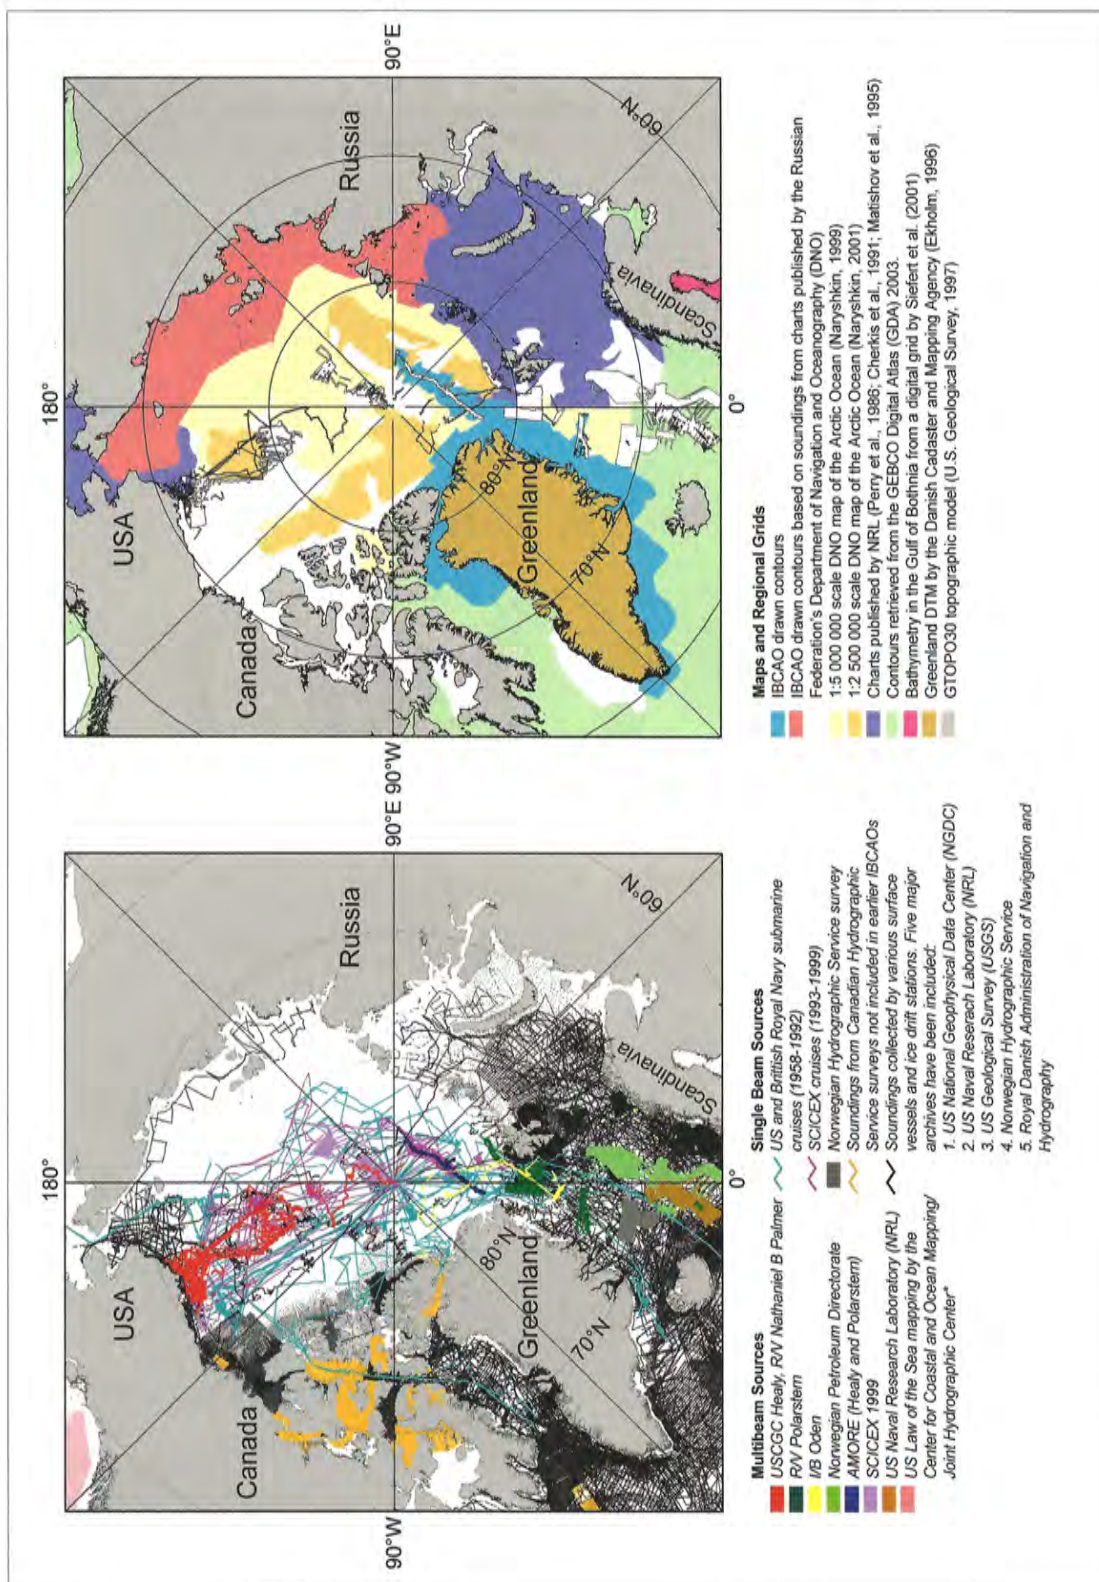 180°
90°W
USA
Canada
Russia
80°N
Greenland
70°N
Scandinavia
60°N
0°
90°E
Multibeam Sources
USCGC Healy, R/V Nathaniel B Palmer
R/V Polarstern
I/B Oden
Norwegian Petroleum Directorate
AMORE (Healy and Polarstern)
SCICEX 1999
US Naval Research Laboratory (NRL)
US Law of the Sea mapping by the
Center for Coastal and Ocean Mapping/
Joint Hydrographic Center*
Single Beam Sources
US and Brittish Royal Navy submarine
cruises (1958-1992)
SCICEX cruises (1993-1999)
Norwegian Hydrographic Service survey
Soundings from Canadian Hydrographic
Service surveys not included in earlier IBCAOs
Soundings collected by various surface
vessels and ice drift stations. Five major
archives have been included:
1. US National Geophysical Data Center (NGDC)
2. US Naval Reserach Laboratory (NRL)
3. US Geological Survey (USGS)
4. Norwegian Hydrographic Service
5. Royal Danish Administration of Navigation and
Hydrography
180°
90°W
USA
Canada
Russia
80°N
Greenland
70°N
Scandinavia
60°N
0°
90°E
Maps and Regional Grids
IBCAO drawn contours
IBCAO drawn contours based on soundings from charts published by the Russian
Federation's Department of Navigation and Oceanography (DNO)
1:5 000 000 scale DNO map of the Arctic Ocean (Naryshkin, 1999)
1:2 500 000 scale DNO map of the Arctic Ocean (Naryshkin, 2001)
Charts published by NRL (Perry et al., 1986; Cherkis et al., 1991; Matishov et al., 1995)
Contours retrieved from the GEBCO Digital Atlas (GDA) 2003.
Bathymetry in the Gulf of Bothnia from a digital grid by Siefert et al. (2001)
Greenland DTM by the Danish Cadaster and Mapping Agency (Ekholm, 1996)
GTOPO30 topographic model (U.S. Geological Survey, 1997)